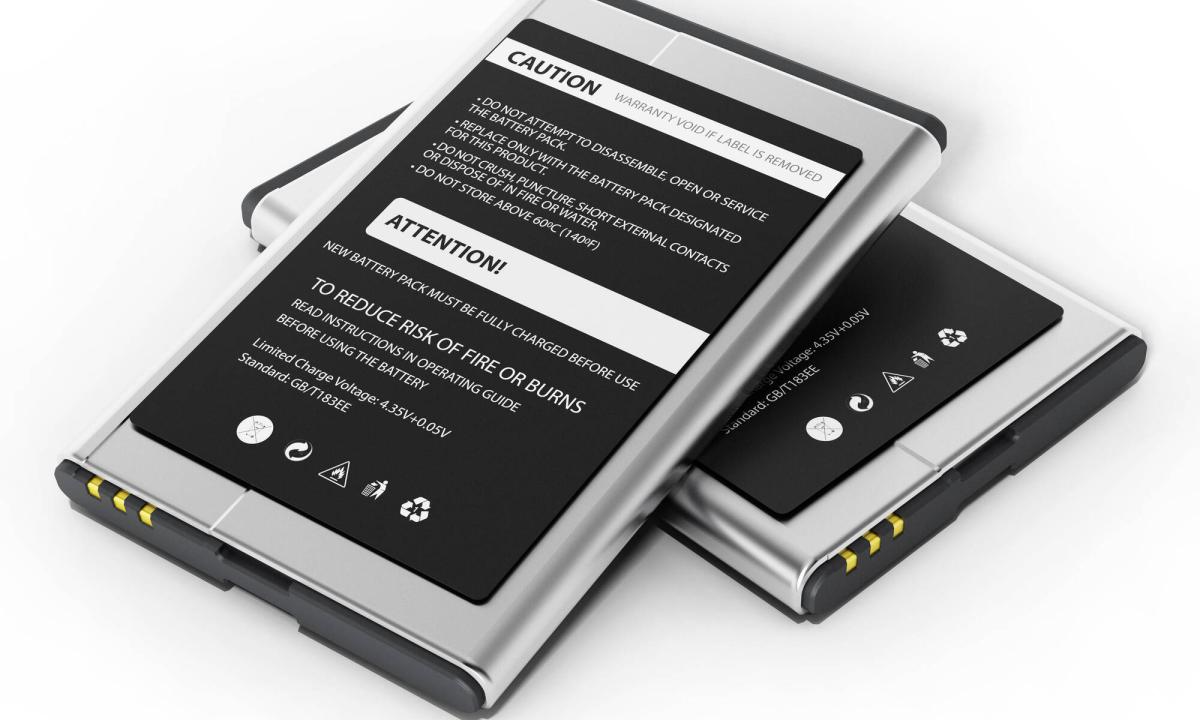 CAUTION WARRANTY VOID IF LABEL IS REMOVED
• DO NOT ATTEMPT TO DISASSEMBLE, OPEN OR SERVICE
THE BATTERY PACK.
• REPLACE ONLY WITH THE BATTERY PACK DESIGNATED
FOR THIS PRODUCT.
• DO NOT CRUSH, PUNCTURE, SHORT EXTERNAL CONTACTS
OR DISPOSE OF IN FIRE OR WATER.
• DO NOT STORE ABOVE 60ºC (140ºF)
ATTENTION!
NEW BATTERY PACK MUST BE FULLY CHARGED BEFORE USE
TO REDUCE RISK OF FIRE OR BURNS
READ INSTRUCTIONS IN OPERATING GUIDE
BEFORE USING THE BATTERY
Limited Charge Voltage: 4.35V+0.05V
Standard: GB/T183EE
Voltage: 4.35V+0.05V
Standard: GB/T183EE